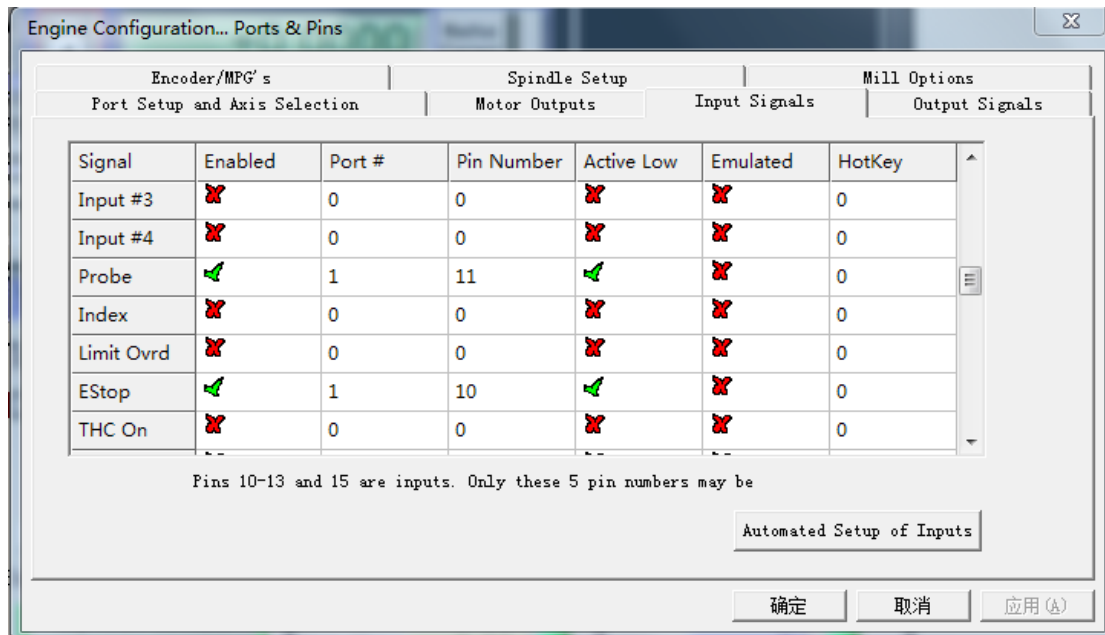 Engine Configuration... Ports & Pins
Encoder/MPG's Spindle Setup Mill Options
Port Setup and Axis Selection Motor Outputs Input Signals Output Signals
Signal Enabled Port # Pin Number Active Low Emulated HotKey
Input #3 0 0 0
Input #4 0 0 0
Probe 1 11 0
Index 0 0 0
Limit Ovrd 0 0 0
EStop 1 10 0
THC On 0 0 0
Pins 10-13 and 15 are inputs. Only these 5 pin numbers may be
Automated Setup of Inputs
确定 取消 应用(A)